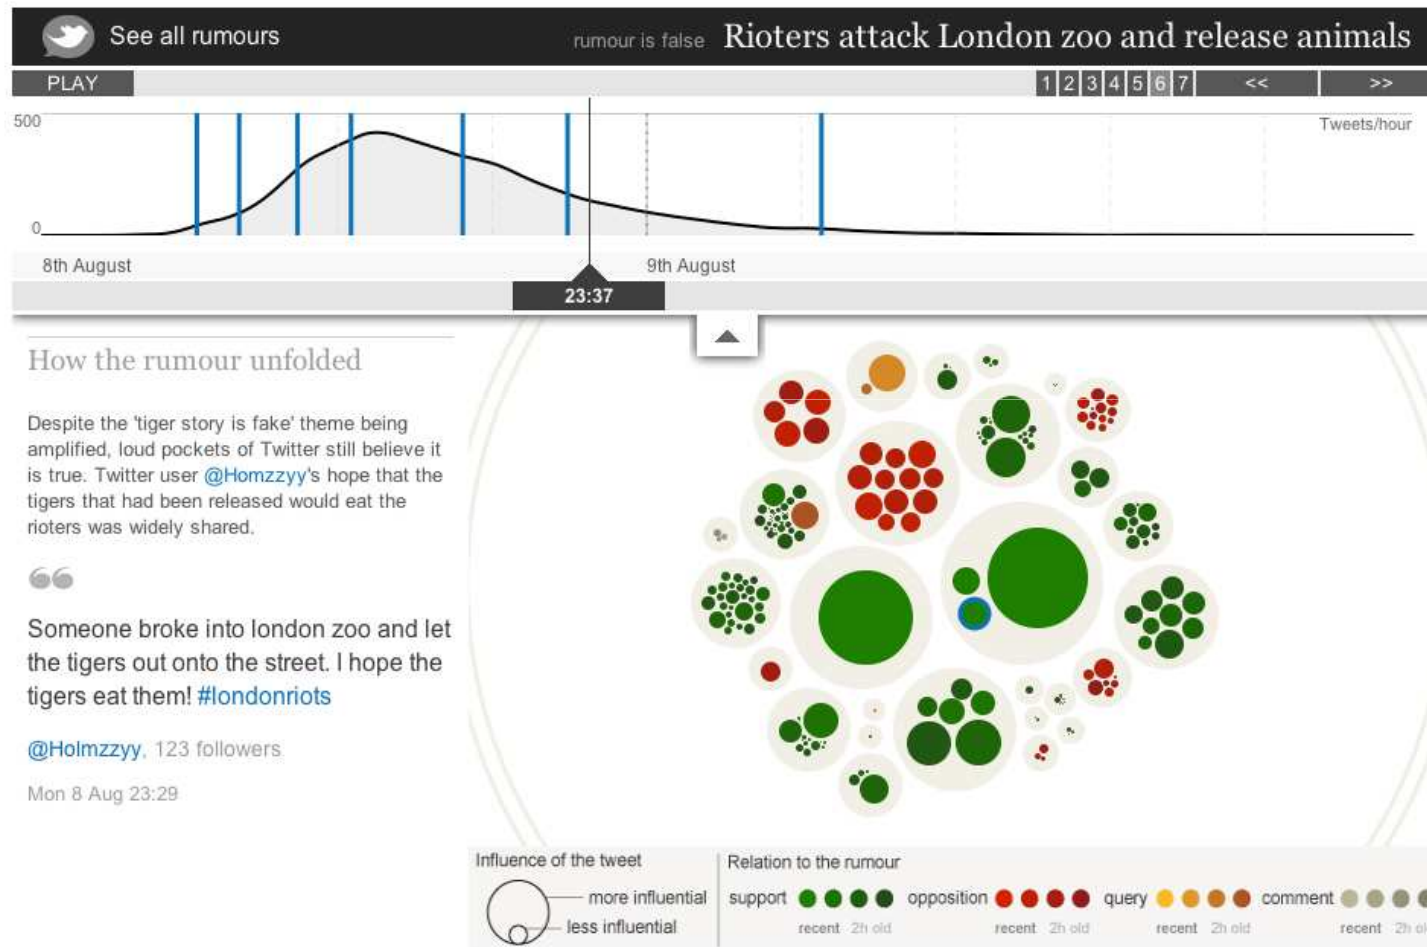 See all rumours
rumour is false Rioters attack London zoo and release animals
PLAY 1 2 3 4 5 6 7 << >>
500 Tweets/hour
0
8th August 9th August
23:37
How the rumour unfolded
Despite the 'tiger story is fake' theme being
amplified, loud pockets of Twitter still believe it
is true. Twitter user @Homzzyy's hope that the
tigers that had been released would eat the
rioters was widely shared.
Someone broke into london zoo and let
the tigers out onto the street. I hope the
tigers eat them! #londonriots
@Holmzzyy, 123 followers
Mon 8 Aug 23:29
Influence of the tweet
more influential
less influential
Relation to the rumour
support opposition query comment
recent 2h old recent 2h old recent 2h old recent 2h